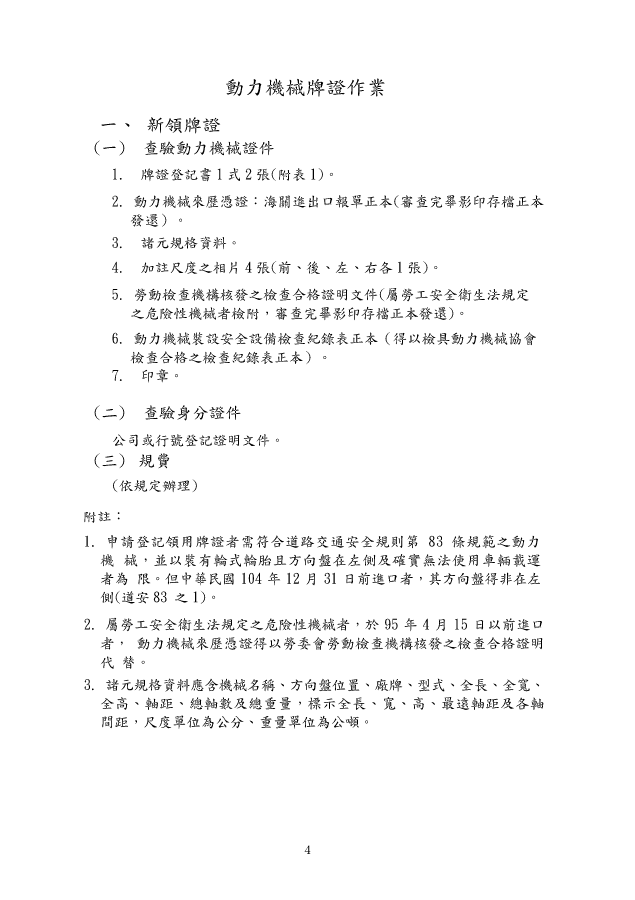 動力機械牌證作業
一、 新領牌證
(一) 查驗動力機械證件
1. 牌證登記書 1 式 2 張(附表 1)。
2. 動力機械來歷憑證：海關進出口報單正本(審查完畢影印存檔正本
發還）。
3. 諸元規格資料。
4. 加註尺度之相片 4 張(前、後、左、右各 1 張)。
5. 勞動檢查機構核發之檢查合格證明文件(屬勞工安全衛生法規定
之危險性機械者檢附，審查完畢影印存檔正本發還)。
6. 動力機械裝設安全設備檢查紀錄表正本（得以檢具動力機械協會
檢查合格之檢查紀錄表正本）。
7. 印章。
(二) 查驗身分證件
公司或行號登記證明文件。
(三) 規費
(依規定辦理)
附註：
1. 申請登記領用牌證者需符合道路交通安全規則第 83 條規範之動力
機 械，並以裝有輪式輪胎且方向盤在左側及確實無法使用車輛載運
者為 限。但中華民國 104 年 12 月 31 日前進口者，其方向盤得非在左
側(道安 83 之 1)。
2. 屬勞工安全衛生法規定之危險性機械者，於 95 年 4 月 15 日以前進口
者， 動力機械來歷憑證得以勞委會勞動檢查機構核發之檢查合格證明
代 替。
3. 諸元規格資料應含機械名稱、方向盤位置、廠牌、型式、全長、全寬、
全高、軸距、總軸數及總重量，標示全長、寬、高、最遠軸距及各軸
間距，尺度單位為公分、重量單位為公噸。
4